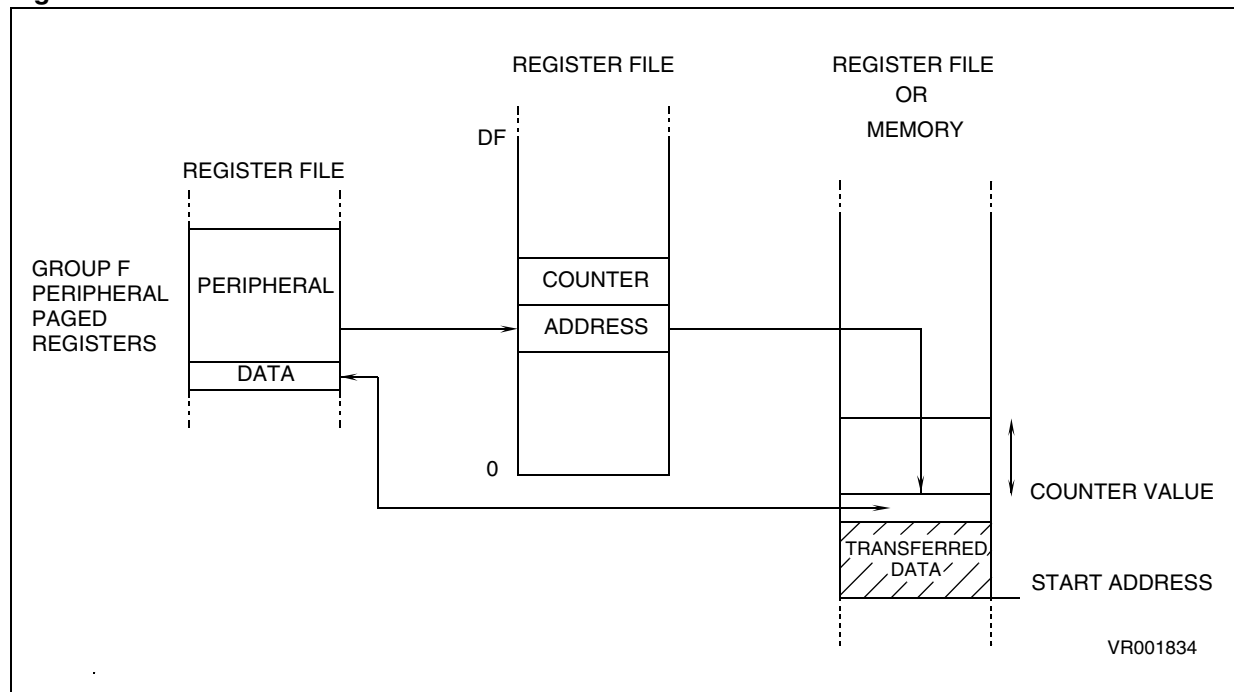 REGISTER FILE
REGISTER FILE
OR
MEMORY
DF
REGISTER FILE
GROUP F
PERIPHERAL
PAGED
REGISTERS
PERIPHERAL
COUNTER
ADDRESS
DATA
0
COUNTER VALUE
TRANSFERRED
DATA
START ADDRESS
VR001834